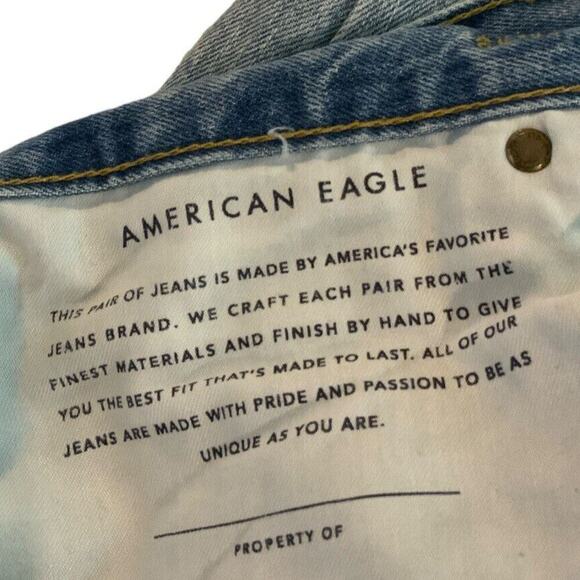 AMERICAN EAGLE
THIS PAIR OF JEANS IS MADE BY AMERICA'S FAVORITE
JEANS BRAND. WE CRAFT EACH PAIR FROM THE
FINEST MATERIALS AND FINISH BY HAND TO GIVE
YOU THE BEST FIT THAT'S MADE TO LAST. ALL OF OUR
JEANS ARE MADE WITH PRIDE AND PASSION TO BE AS
UNIQUE AS YOU ARE.
PROPERTY OF